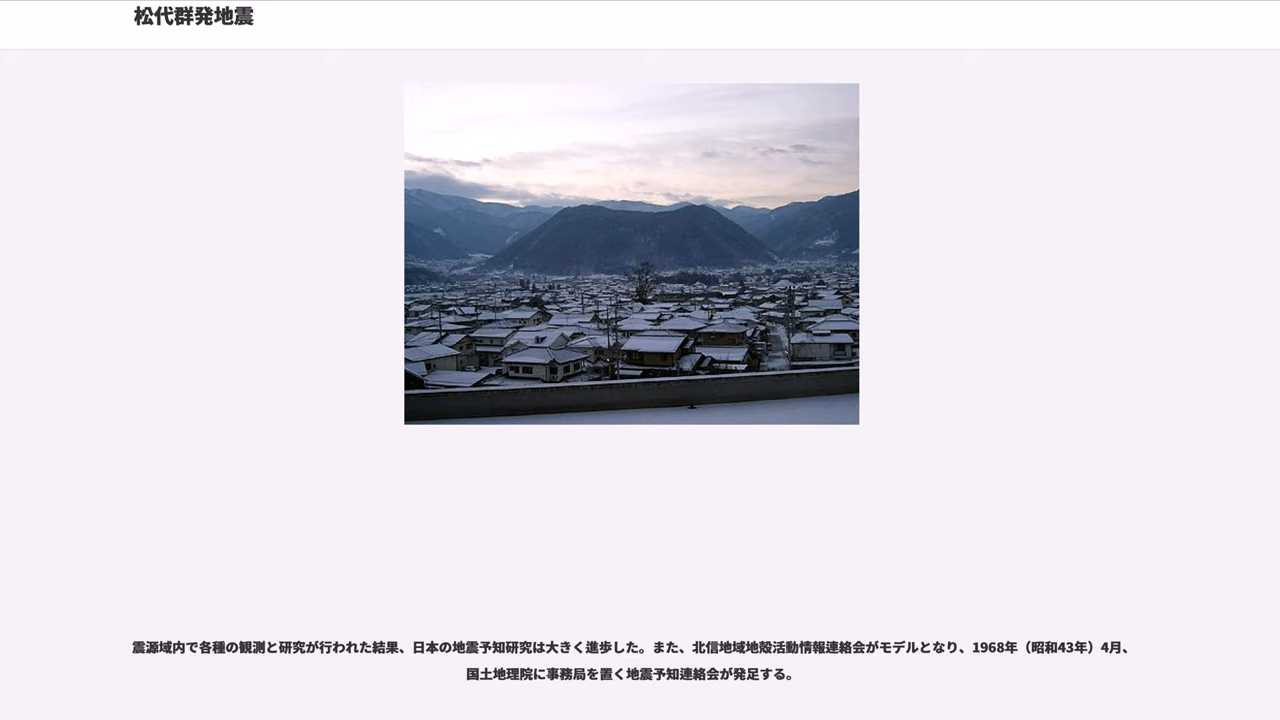 松代群発地震
震源域内で各種の観測と研究が行われた結果、日本の地震予知研究は大きく進歩した。また、北信地域地殻活動情報連絡会がモデルとなり、1968年（昭和43年）4月、
国土地理院に事務局を置く地震予知連絡会が発足する。